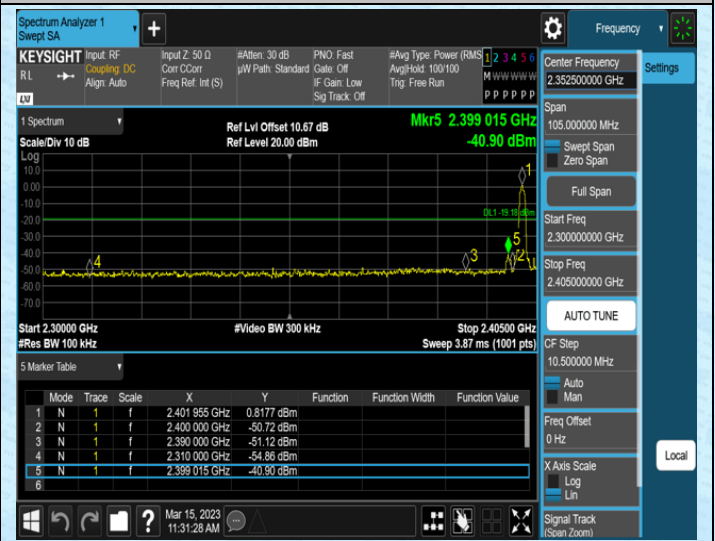 Spectrum Analyzer 1
Swept SA
Frequency
KEYSIGHT
RL
LXI
Input: RF
Coupling: DC
Align: Auto
Input Z: 50 Ω
Corr CCorr
Freq Ref: Int (S)
#Atten: 30 dB
µW Path: Standard
PNO: Fast
Gate: Off
IF Gain: Low
Sig Track: Off
#Avg Type: Power (RMS
Avg|Hold: 100/100
Trig: Free Run
1 2 3 4 5 6
M W W W W W
P P P P P P
1 Spectrum
Scale/Div 10 dB
Ref Lvl Offset 10.67 dB
Ref Level 20.00 dBm
Mkr5 2.399 015 GHz
-40.90 dBm
Log
10.0
0.00
-10.0
-20.0
-30.0
-40.0
-50.0
-60.0
-70.0
DL1 -19.18 dBm
1
5
2
3
4
Start 2.30000 GHz
#Res BW 100 kHz
#Video BW 300 kHz
Stop 2.40500 GHz
Sweep 3.87 ms (1001 pts)
5 Marker Table
Mode Trace Scale X Y Function Function Width Function Value
1 N 1 f 2.401 955 GHz 0.8177 dBm
2 N 1 f 2.400 000 GHz -50.72 dBm
3 N 1 f 2.390 000 GHz -51.12 dBm
4 N 1 f 2.310 000 GHz -54.86 dBm
5 N 1 f 2.399 015 GHz -40.90 dBm
6
Mar 15, 2023
11:31:28 AM
?
Center Frequency
2.352500000 GHz
Settings
Span
105.000000 MHz
Swept Span
Zero Span
Full Span
Start Freq
2.300000000 GHz
Stop Freq
2.405000000 GHz
AUTO TUNE
CF Step
10.500000 MHz
Auto
Man
Freq Offset
0 Hz
X Axis Scale
Log
Lin
Local
Signal Track
(Span Zoom)